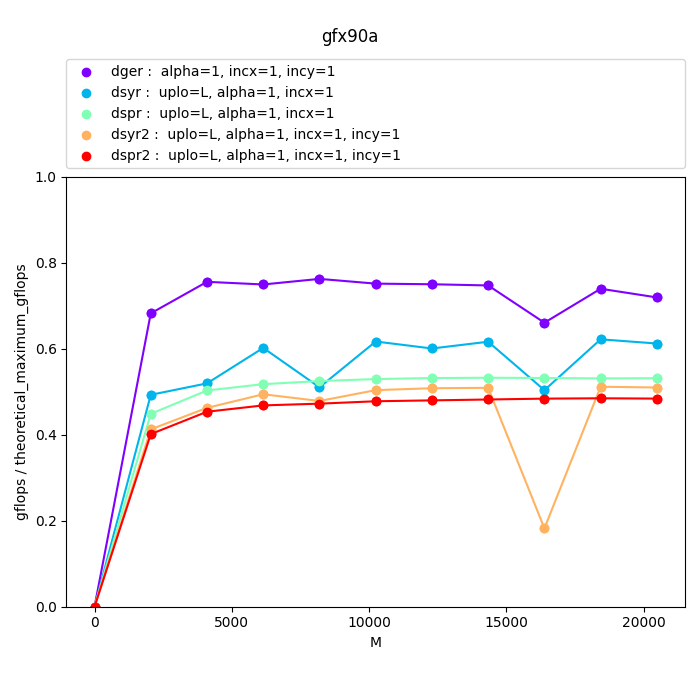 gfx90a
dger :  alpha=1, incx=1, incy=1
dsyr :  uplo=L, alpha=1, incx=1
dspr :  uplo=L, alpha=1, incx=1
dsyr2 :  uplo=L, alpha=1, incx=1, incy=1
dspr2 :  uplo=L, alpha=1, incx=1, incy=1
gflops / theoretical_maximum_gflops
1.0
0.8
0.6
0.4
0.2
0.0
0
5000
10000
15000
20000
M